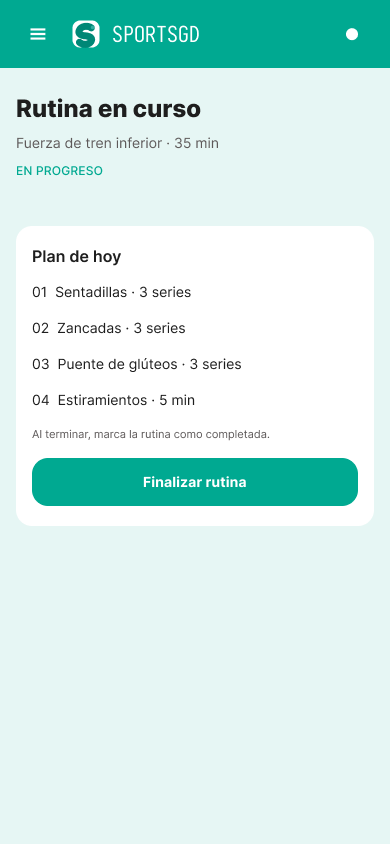 S SPORTSGD
Rutina en curso
Fuerza de tren inferior · 35 min
EN PROGRESO
Plan de hoy
01 Sentadillas · 3 series
02 Zancadas · 3 series
03 Puente de glúteos · 3 series
04 Estiramientos · 5 min
Al terminar, marca la rutina como completada.
Finalizar rutina